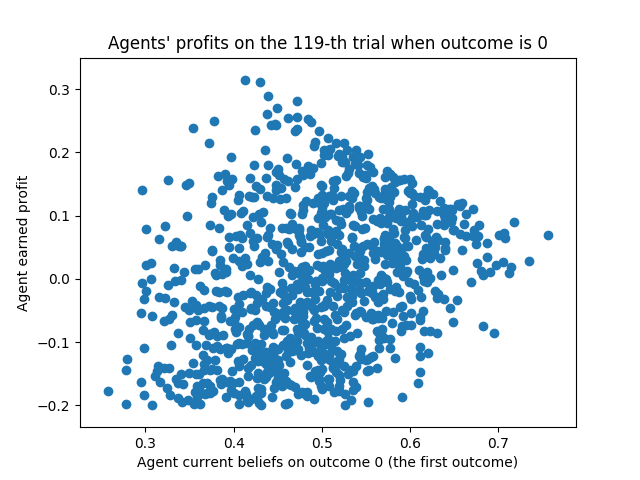 Agents' profits on the 119-th trial when outcome is 0
0.3
0.2
0.1
0.0
−0.1
−0.2
Agent earned profit
0.3 0.4 0.5 0.6 0.7
Agent current beliefs on outcome 0 (the first outcome)